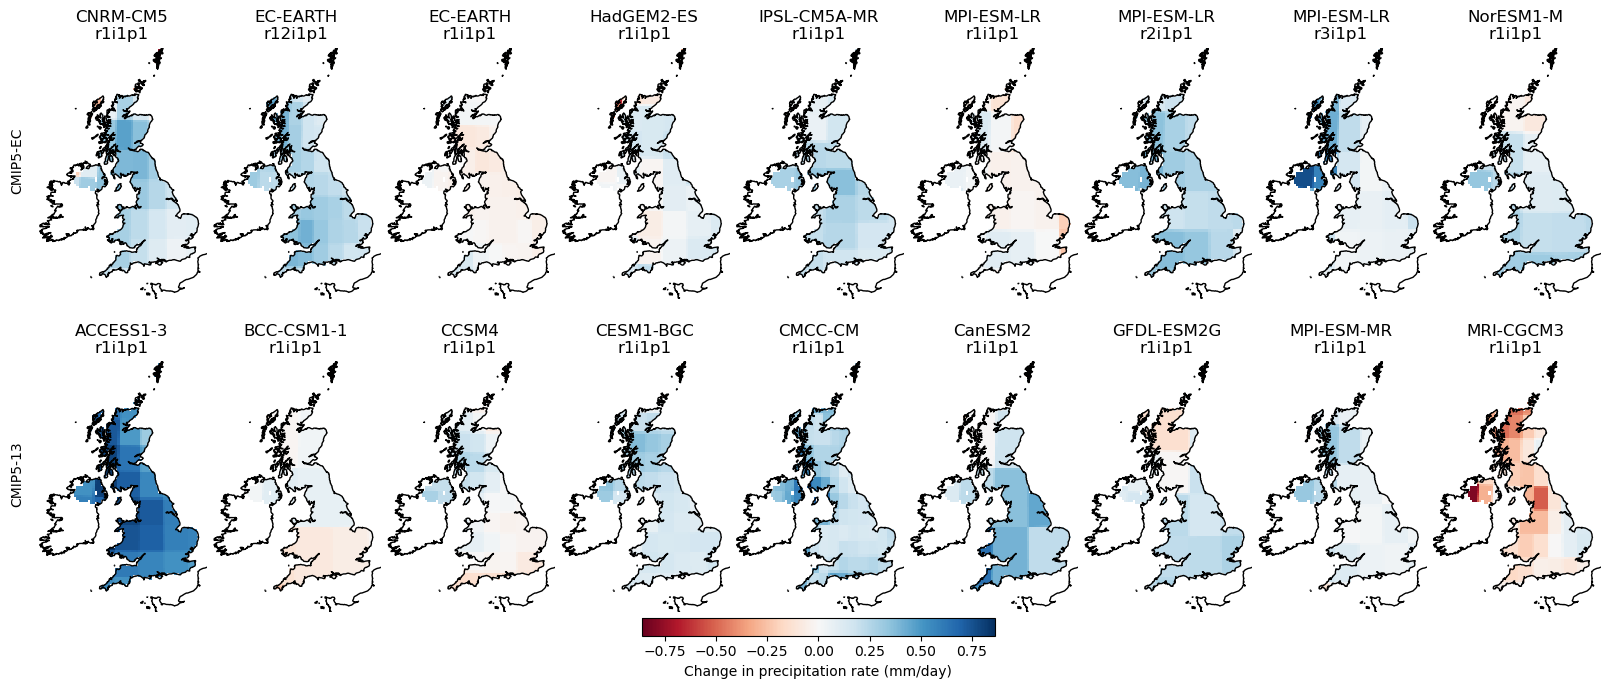 CNRM-CM5 EC-EARTH EC-EARTH HadGEM2-ES IPSL-CM5A-MR MPI-ESM-LR MPI-ESM-LR MPI-ESM-LR NorESM1-M
r1i1p1 r12i1p1 r1i1p1 r1i1p1 r1i1p1 r1i1p1 r2i1p1 r3i1p1 r1i1p1
CMIP5-EC
ACCESS1-3 BCC-CSM1-1 CCSM4 CESM1-BGC CMCC-CM CanESM2 GFDL-ESM2G MPI-ESM-MR MRI-CGCM3
r1i1p1 r1i1p1 r1i1p1 r1i1p1 r1i1p1 r1i1p1 r1i1p1 r1i1p1 r1i1p1
CMIP5-13
−0.75 −0.50 −0.25 0.00 0.25 0.50 0.75
Change in precipitation rate (mm/day)